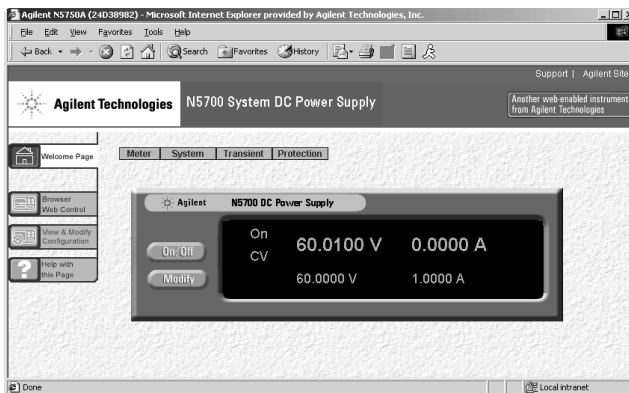 Agilent N5750A (24D38982) - Microsoft Internet Explorer provided by Agilent Technologies, Inc.
File Edit View Favorites Tools Help
Back Search Favorites History
Support | Agilent Site
Agilent Technologies N5700 System DC Power Supply
Another web-enabled instrument
from Agilent Technologies
Welcome Page
Meter System Transient Protection
Browser
Web Control
View & Modify
Configuration
? Help with
this Page
Agilent N5700 DC Power Supply
On/Off
Modify
On
CV
60.0100 V 0.0000 A
60.0000 V 1.0000 A
Done Local intranet